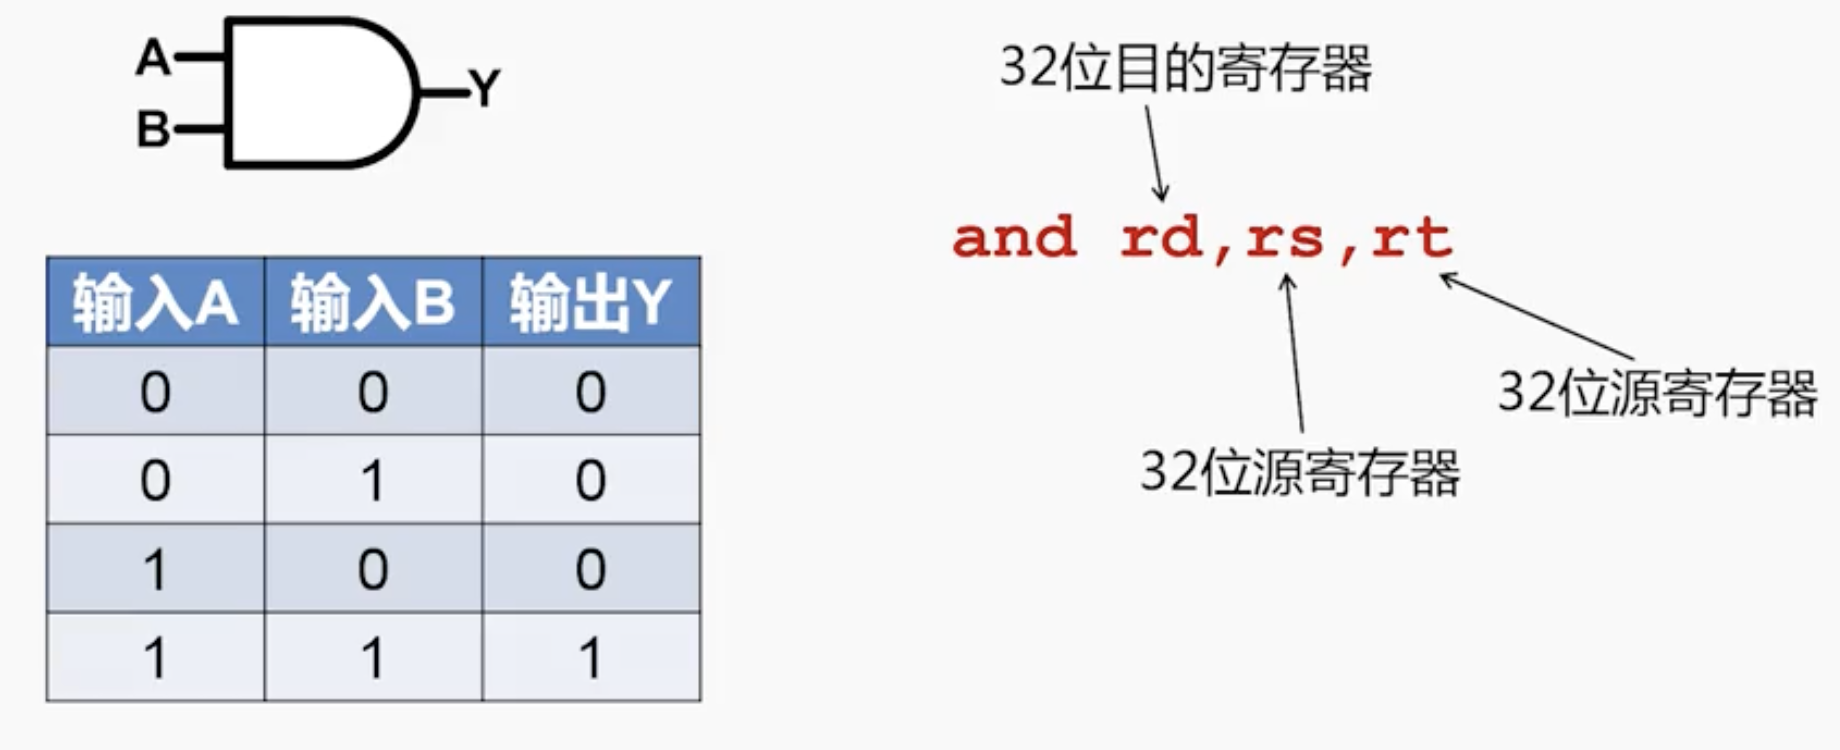 A
B
Y
输入A 输入B 输出Y
0 0 0
0 1 0
1 0 0
1 1 1
32位目的寄存器
and rd,rs,rt
32位源寄存器
32位源寄存器